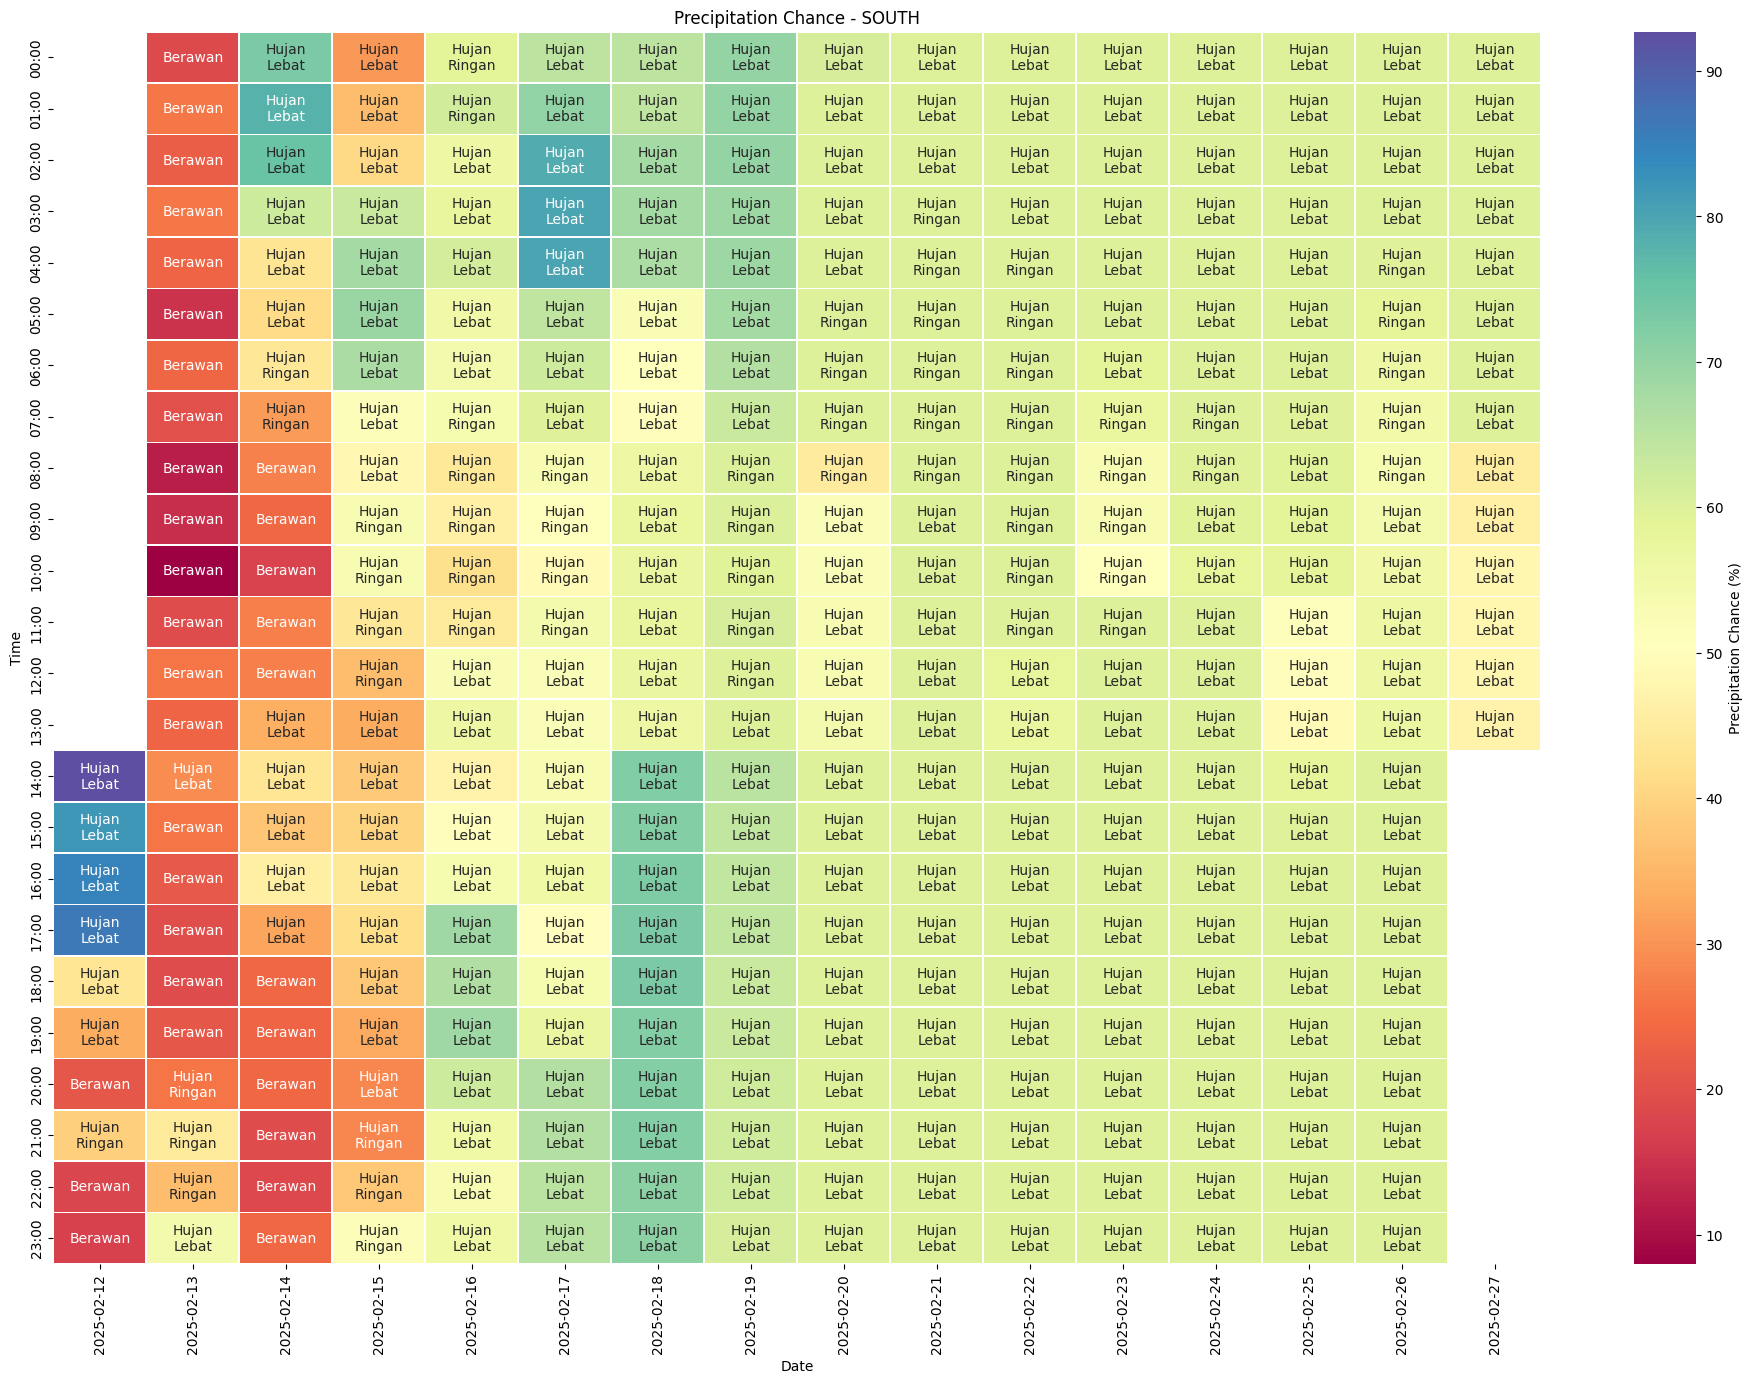 Precipitation Chance - SOUTH
00:00 Berawan Hujan Lebat Hujan Lebat Hujan Ringan Hujan Lebat Hujan Lebat Hujan Lebat Hujan Lebat Hujan Lebat Hujan Lebat Hujan Lebat Hujan Lebat Hujan Lebat Hujan Lebat Hujan Lebat
01:00 Berawan Hujan Lebat Hujan Lebat Hujan Ringan Hujan Lebat Hujan Lebat Hujan Lebat Hujan Lebat Hujan Lebat Hujan Lebat Hujan Lebat Hujan Lebat Hujan Lebat Hujan Lebat Hujan Lebat
02:00 Berawan Hujan Lebat Hujan Lebat Hujan Lebat Hujan Lebat Hujan Lebat Hujan Lebat Hujan Lebat Hujan Lebat Hujan Lebat Hujan Lebat Hujan Lebat Hujan Lebat Hujan Lebat Hujan Lebat
03:00 Berawan Hujan Lebat Hujan Lebat Hujan Lebat Hujan Lebat Hujan Lebat Hujan Lebat Hujan Lebat Hujan Ringan Hujan Lebat Hujan Lebat Hujan Lebat Hujan Lebat Hujan Lebat Hujan Lebat
04:00 Berawan Hujan Lebat Hujan Lebat Hujan Lebat Hujan Lebat Hujan Lebat Hujan Lebat Hujan Lebat Hujan Ringan Hujan Ringan Hujan Lebat Hujan Lebat Hujan Lebat Hujan Ringan Hujan Lebat
05:00 Berawan Hujan Lebat Hujan Lebat Hujan Lebat Hujan Lebat Hujan Lebat Hujan Lebat Hujan Ringan Hujan Ringan Hujan Ringan Hujan Lebat Hujan Lebat Hujan Lebat Hujan Ringan Hujan Lebat
06:00 Berawan Hujan Ringan Hujan Lebat Hujan Lebat Hujan Lebat Hujan Lebat Hujan Lebat Hujan Ringan Hujan Ringan Hujan Ringan Hujan Lebat Hujan Lebat Hujan Lebat Hujan Ringan Hujan Lebat
07:00 Berawan Hujan Ringan Hujan Lebat Hujan Ringan Hujan Lebat Hujan Lebat Hujan Lebat Hujan Ringan Hujan Ringan Hujan Ringan Hujan Ringan Hujan Ringan Hujan Lebat Hujan Ringan Hujan Lebat
08:00 Berawan Berawan Hujan Lebat Hujan Ringan Hujan Ringan Hujan Lebat Hujan Ringan Hujan Ringan Hujan Ringan Hujan Ringan Hujan Ringan Hujan Ringan Hujan Lebat Hujan Ringan Hujan Lebat
09:00 Berawan Berawan Hujan Ringan Hujan Ringan Hujan Ringan Hujan Lebat Hujan Ringan Hujan Lebat Hujan Lebat Hujan Ringan Hujan Ringan Hujan Lebat Hujan Lebat Hujan Lebat Hujan Lebat
10:00 Berawan Berawan Hujan Ringan Hujan Ringan Hujan Ringan Hujan Lebat Hujan Ringan Hujan Lebat Hujan Lebat Hujan Ringan Hujan Ringan Hujan Lebat Hujan Lebat Hujan Lebat Hujan Lebat
11:00 Berawan Berawan Hujan Ringan Hujan Ringan Hujan Ringan Hujan Lebat Hujan Ringan Hujan Lebat Hujan Lebat Hujan Ringan Hujan Ringan Hujan Lebat Hujan Lebat Hujan Lebat Hujan Lebat
12:00 Berawan Berawan Hujan Ringan Hujan Lebat Hujan Lebat Hujan Lebat Hujan Ringan Hujan Lebat Hujan Lebat Hujan Lebat Hujan Lebat Hujan Lebat Hujan Lebat Hujan Lebat Hujan Lebat
13:00 Berawan Hujan Lebat Hujan Lebat Hujan Lebat Hujan Lebat Hujan Lebat Hujan Lebat Hujan Lebat Hujan Lebat Hujan Lebat Hujan Lebat Hujan Lebat Hujan Lebat Hujan Lebat Hujan Lebat
14:00 Hujan Lebat Hujan Lebat Hujan Lebat Hujan Lebat Hujan Lebat Hujan Lebat Hujan Lebat Hujan Lebat Hujan Lebat Hujan Lebat Hujan Lebat Hujan Lebat Hujan Lebat Hujan Lebat Hujan Lebat
15:00 Hujan Lebat Berawan Hujan Lebat Hujan Lebat Hujan Lebat Hujan Lebat Hujan Lebat Hujan Lebat Hujan Lebat Hujan Lebat Hujan Lebat Hujan Lebat Hujan Lebat Hujan Lebat Hujan Lebat
16:00 Hujan Lebat Berawan Hujan Lebat Hujan Lebat Hujan Lebat Hujan Lebat Hujan Lebat Hujan Lebat Hujan Lebat Hujan Lebat Hujan Lebat Hujan Lebat Hujan Lebat Hujan Lebat Hujan Lebat
17:00 Hujan Lebat Berawan Hujan Lebat Hujan Lebat Hujan Lebat Hujan Lebat Hujan Lebat Hujan Lebat Hujan Lebat Hujan Lebat Hujan Lebat Hujan Lebat Hujan Lebat Hujan Lebat Hujan Lebat
18:00 Hujan Lebat Berawan Berawan Hujan Lebat Hujan Lebat Hujan Lebat Hujan Lebat Hujan Lebat Hujan Lebat Hujan Lebat Hujan Lebat Hujan Lebat Hujan Lebat Hujan Lebat Hujan Lebat
19:00 Hujan Lebat Berawan Berawan Hujan Lebat Hujan Lebat Hujan Lebat Hujan Lebat Hujan Lebat Hujan Lebat Hujan Lebat Hujan Lebat Hujan Lebat Hujan Lebat Hujan Lebat Hujan Lebat
20:00 Berawan Hujan Ringan Berawan Hujan Lebat Hujan Lebat Hujan Lebat Hujan Lebat Hujan Lebat Hujan Lebat Hujan Lebat Hujan Lebat Hujan Lebat Hujan Lebat Hujan Lebat Hujan Lebat
21:00 Hujan Ringan Hujan Ringan Berawan Hujan Ringan Hujan Lebat Hujan Lebat Hujan Lebat Hujan Lebat Hujan Lebat Hujan Lebat Hujan Lebat Hujan Lebat Hujan Lebat Hujan Lebat Hujan Lebat
22:00 Berawan Hujan Ringan Berawan Hujan Ringan Hujan Lebat Hujan Lebat Hujan Lebat Hujan Lebat Hujan Lebat Hujan Lebat Hujan Lebat Hujan Lebat Hujan Lebat Hujan Lebat Hujan Lebat
23:00 Berawan Hujan Lebat Berawan Hujan Ringan Hujan Lebat Hujan Lebat Hujan Lebat Hujan Lebat Hujan Lebat Hujan Lebat Hujan Lebat Hujan Lebat Hujan Lebat Hujan Lebat Hujan Lebat
Time
2025-02-12 2025-02-13 2025-02-14 2025-02-15 2025-02-16 2025-02-17 2025-02-18 2025-02-19 2025-02-20 2025-02-21 2025-02-22 2025-02-23 2025-02-24 2025-02-25 2025-02-26 2025-02-27
Date
90
80
70
60
50
40
30
20
10
Precipitation Chance (%)